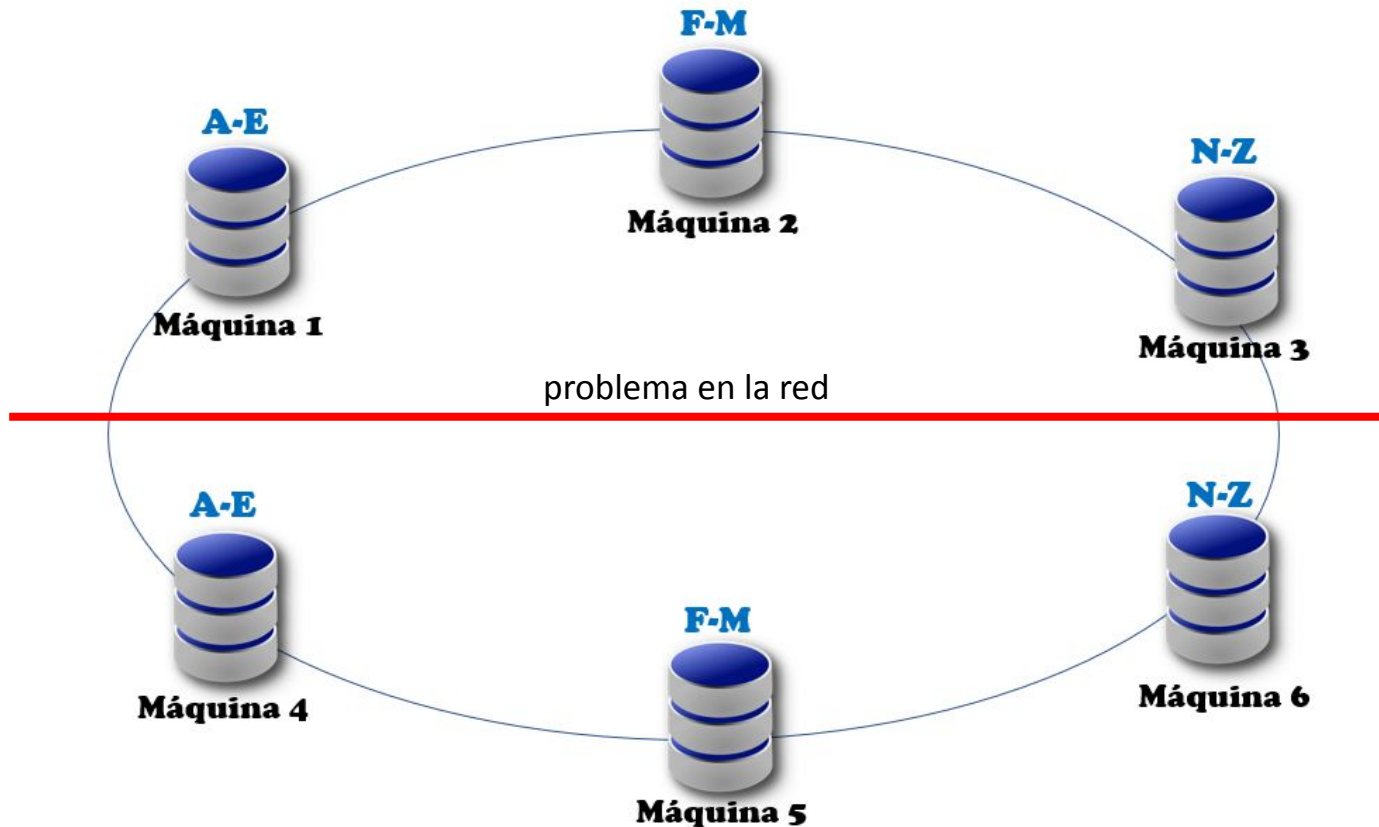 F-M
A-E
N-Z
Máquina 2
Máquina 1
Máquina 3
problema en la red
A-E
N-Z
F-M
Máquina 4
Máquina 6
Máquina 5